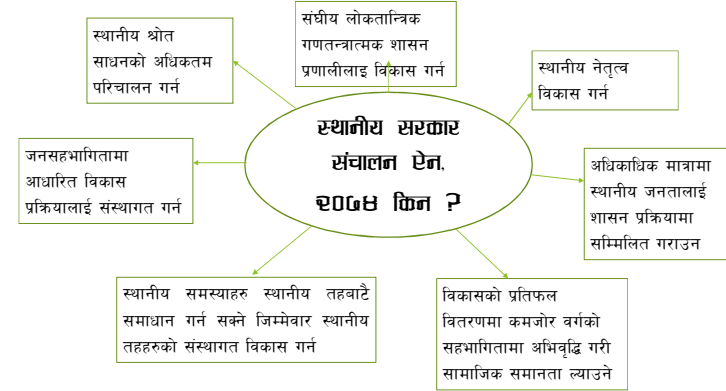 संघीय लोकतान्त्रिक
गणतन्त्रात्मक शासन
प्रणालीलाइ विकास गर्न
स्थानीय श्रोत
साधनको अधिकतम
परिचालन गर्न
स्थानीय नेतृत्व
विकास गर्न
स्थानीय सरकार
संचालन ऐन,
२०७४ किन ?
जनसहभागितामा
आधारित विकास
प्रक्रियालाई संस्थागत गर्न
अधिकाधिक मात्रामा
स्थानीय जनतालाई
शासन प्रक्रियामा
सम्मिलित गराउन
स्थानीय समस्याहरु स्थानीय तहबाटै
समाधान गर्न सक्ने जिम्मेवार स्थानीय
तहहरुको संस्थागत विकास गर्न
विकासको प्रतिफल
वितरणमा कमजोर वर्गको
सहभागितामा अभिवृद्धि गरी
सामाजिक समानता ल्याउने